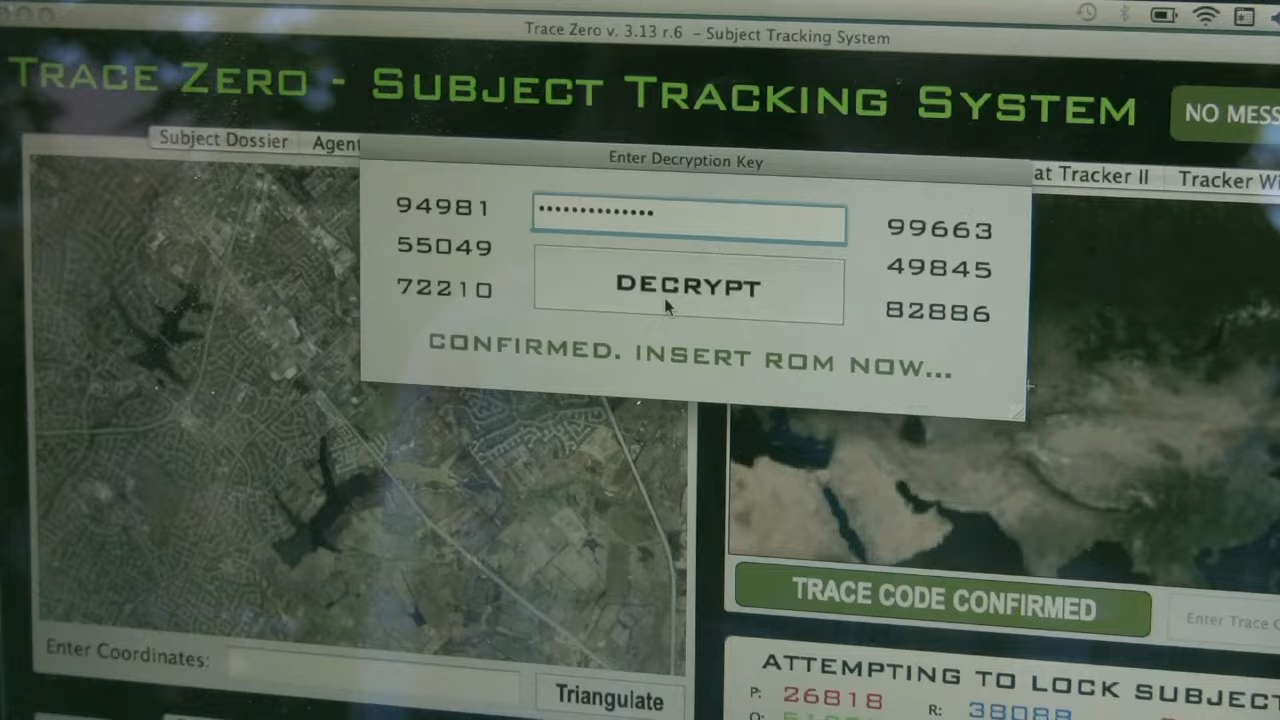 Trace Zero v. 3.13 r.6 – Subject Tracking System
TRACE ZERO - SUBJECT TRACKING SYSTEM
NO MESS
Subject Dossier
Agent
at Tracker II
Tracker Wi
Enter Decryption Key
94981
••••••••••••••
99663
55049
DECRYPT
49845
72210
82886
CONFIRMED. INSERT ROM NOW...
TRACE CODE CONFIRMED
Enter Trace C
Enter Coordinates:
Triangulate
ATTEMPTING TO LOCK SUBJECT
P: 26818
R: 38088